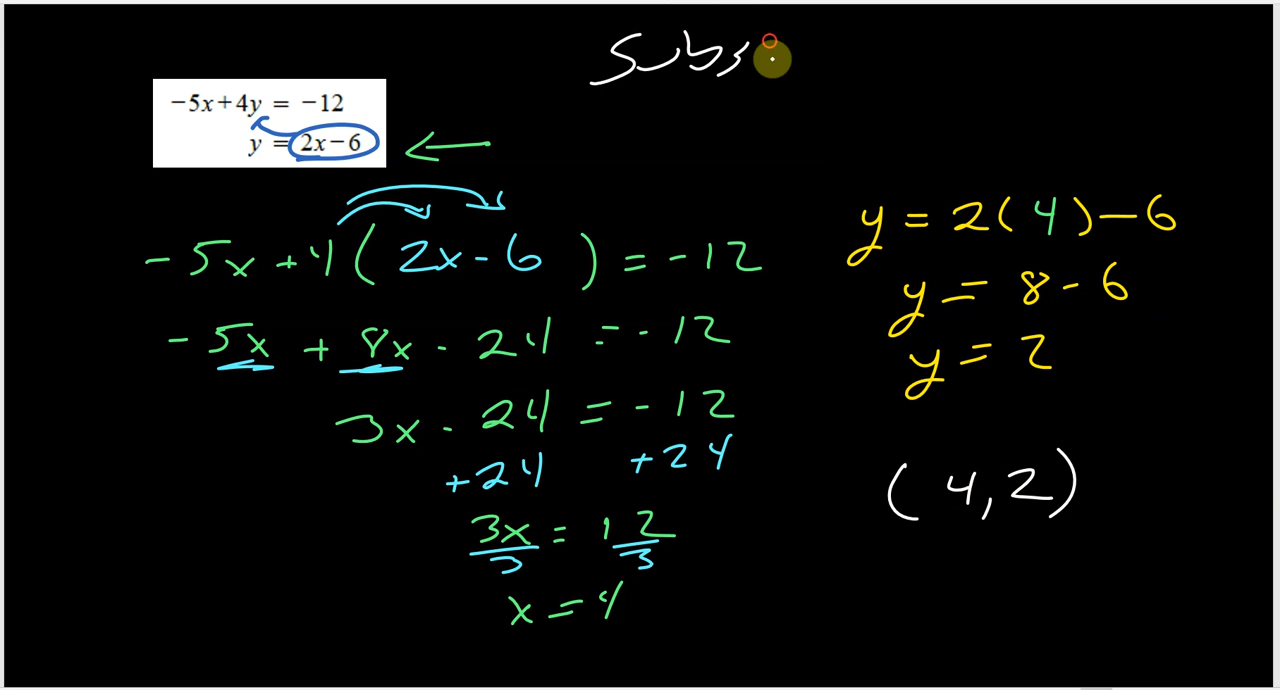 Subs
-5x+4y = -12
y = 2x-6
-5x + 4(2x - 6) = -12
-5x + 8x - 24 = -12
3x - 24 = -12
+24 +24
3x = 12
3 3
x = 4
y = 2(4) - 6
y = 8 - 6
y = 2
(4, 2)